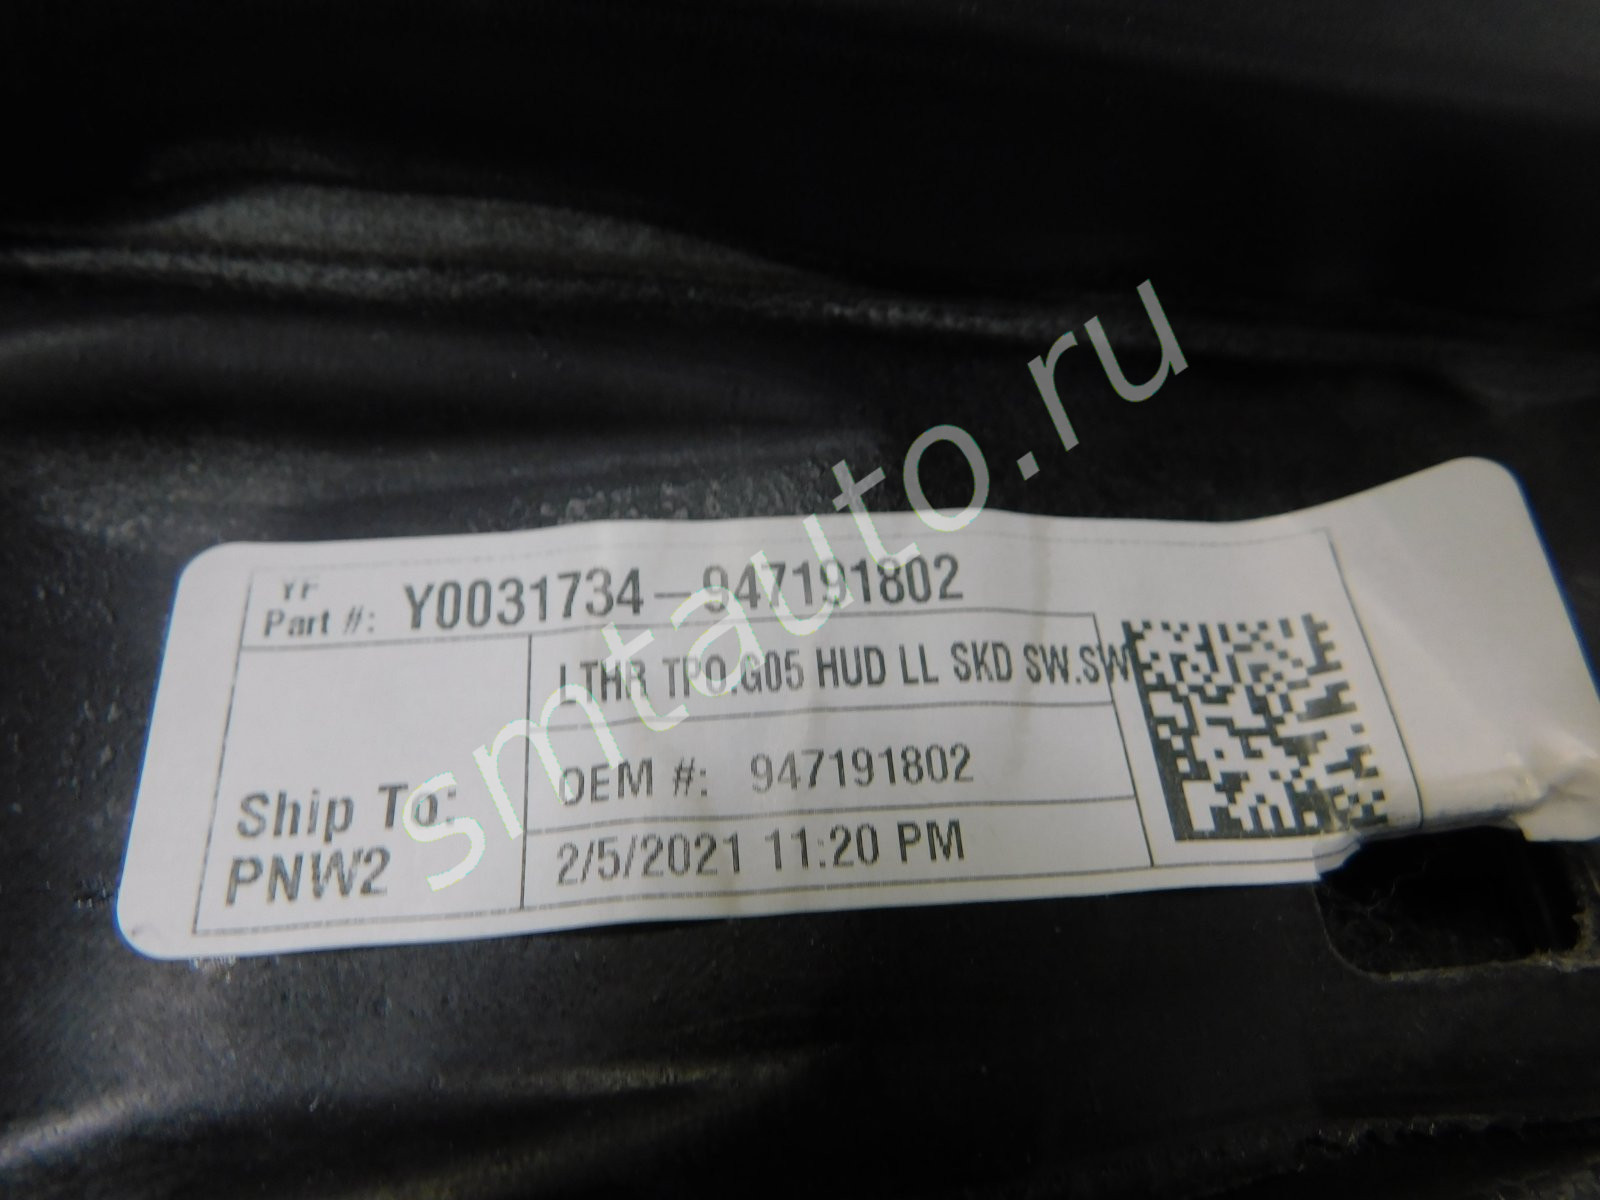 YF
Part #: Y0031734-947191802
LTHR TPO.G05 HUD LL SKD SW.SW
OEM #: 947191802
Ship To:
PNW2
2/5/2021 11:20 PM
smtauto.ru